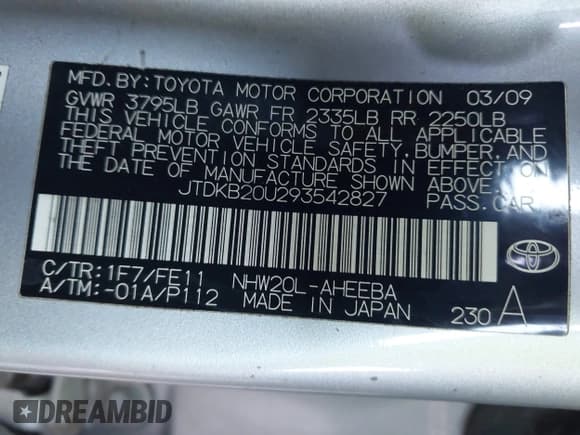 MFD. BY: TOYOTA MOTOR CORPORATION 03/09
GVWR 3795LB GAWR FR 2335LB RR 2250LB
THIS VEHICLE CONFORMS TO ALL APPLICABLE
FEDERAL MOTOR VEHICLE SAFETY, BUMPER, AND
THEFT PREVENTION STANDARDS IN EFFECT ON
THE DATE OF MANUFACTURE SHOWN ABOVE.
JTDKB20U293542827 PASS. CAR
C/TR: 1F7/FE11 NHW20L-AHEEBA
A/TM: -01A/P112 MADE IN JAPAN 230 A
DREAMBID